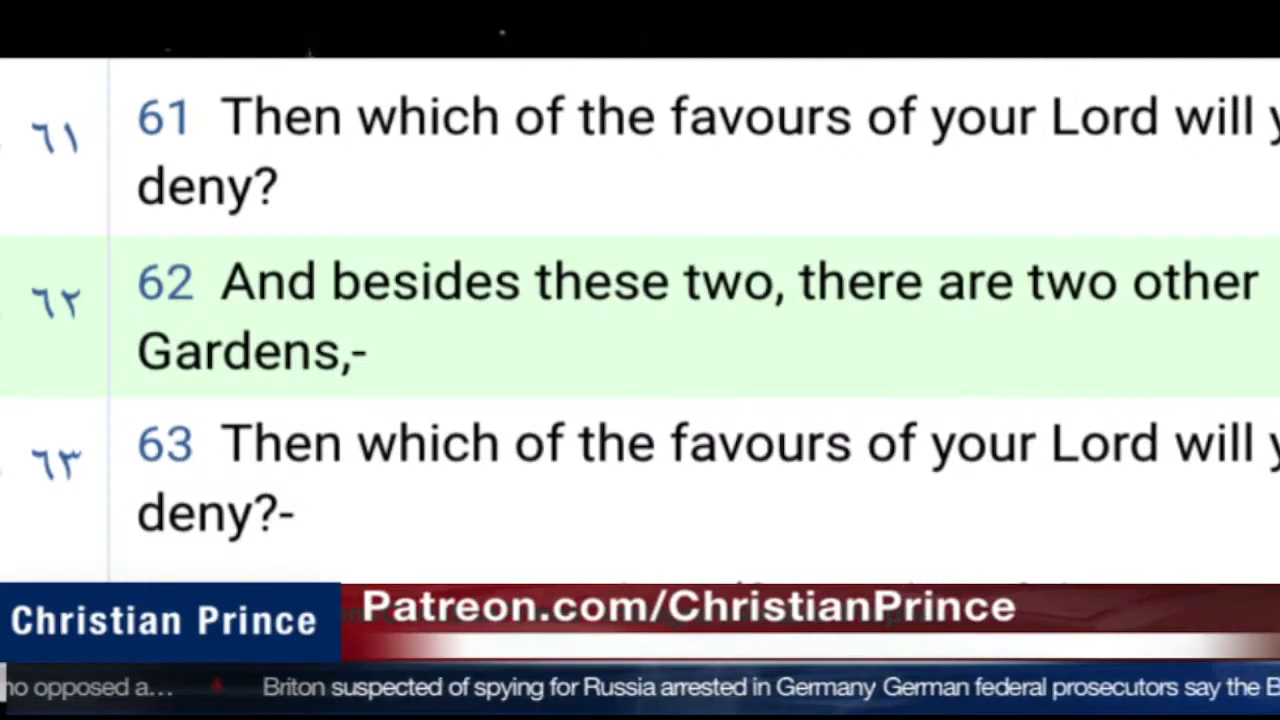 ٦١ 61 Then which of the favours of your Lord will
deny?
٦٢ 62 And besides these two, there are two other
Gardens,-
٦٣ 63 Then which of the favours of your Lord will
deny?-
Christian Prince
Patreon.com/ChristianPrince
opposed a... Briton suspected of spying for Russia arrested in Germany German federal prosecutors say the